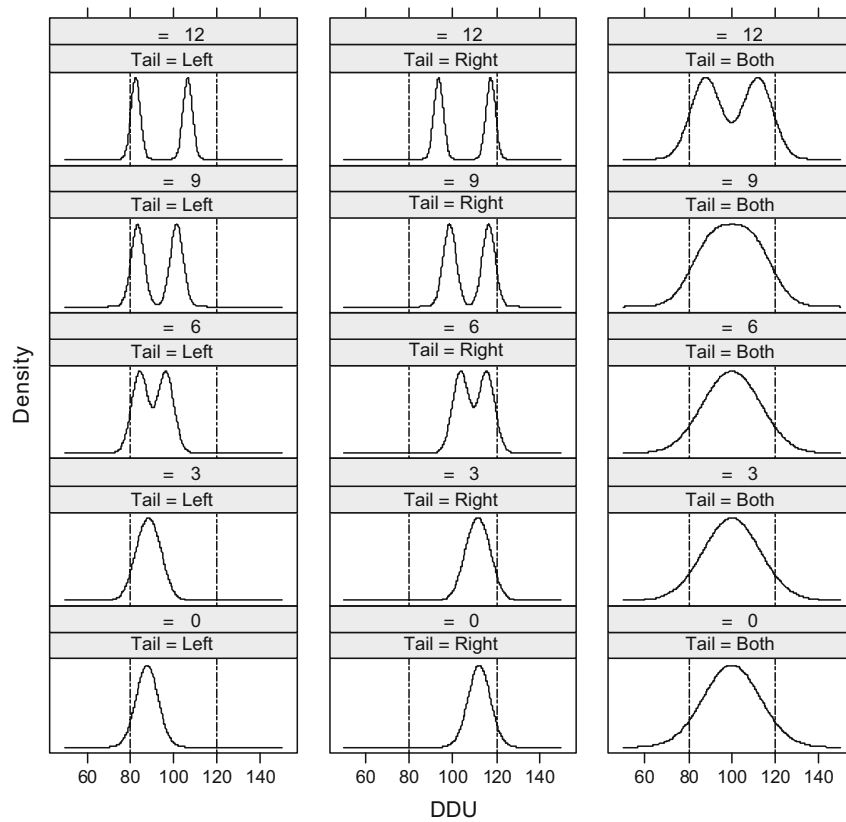 = 12
= 12
= 12
Tail = Left
Tail = Right
Tail = Both
= 9
= 9
= 9
Tail = Left
Tail = Right
Tail = Both
= 6
= 6
= 6
Tail = Left
Tail = Right
Tail = Both
= 3
= 3
= 3
Tail = Left
Tail = Right
Tail = Both
= 0
= 0
= 0
Tail = Left
Tail = Right
Tail = Both
Density
60 80 100 120 140
60 80 100 120 140
60 80 100 120 140
DDU